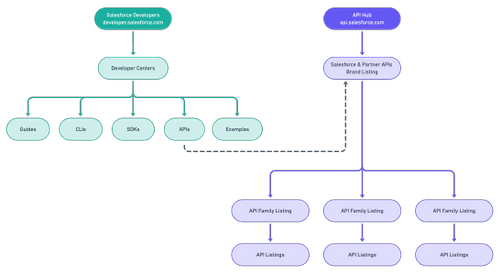 Salesforce Developers
developer.salesforce.com
API Hub
api.salesforce.com
Developer Centers
Salesforce & Partner APIs
Brand Listing
Guides
CLIs
SDKs
APIs
Examples
API Family Listing
API Family Listing
API Family Listing
API Listings
API Listings
API Listings